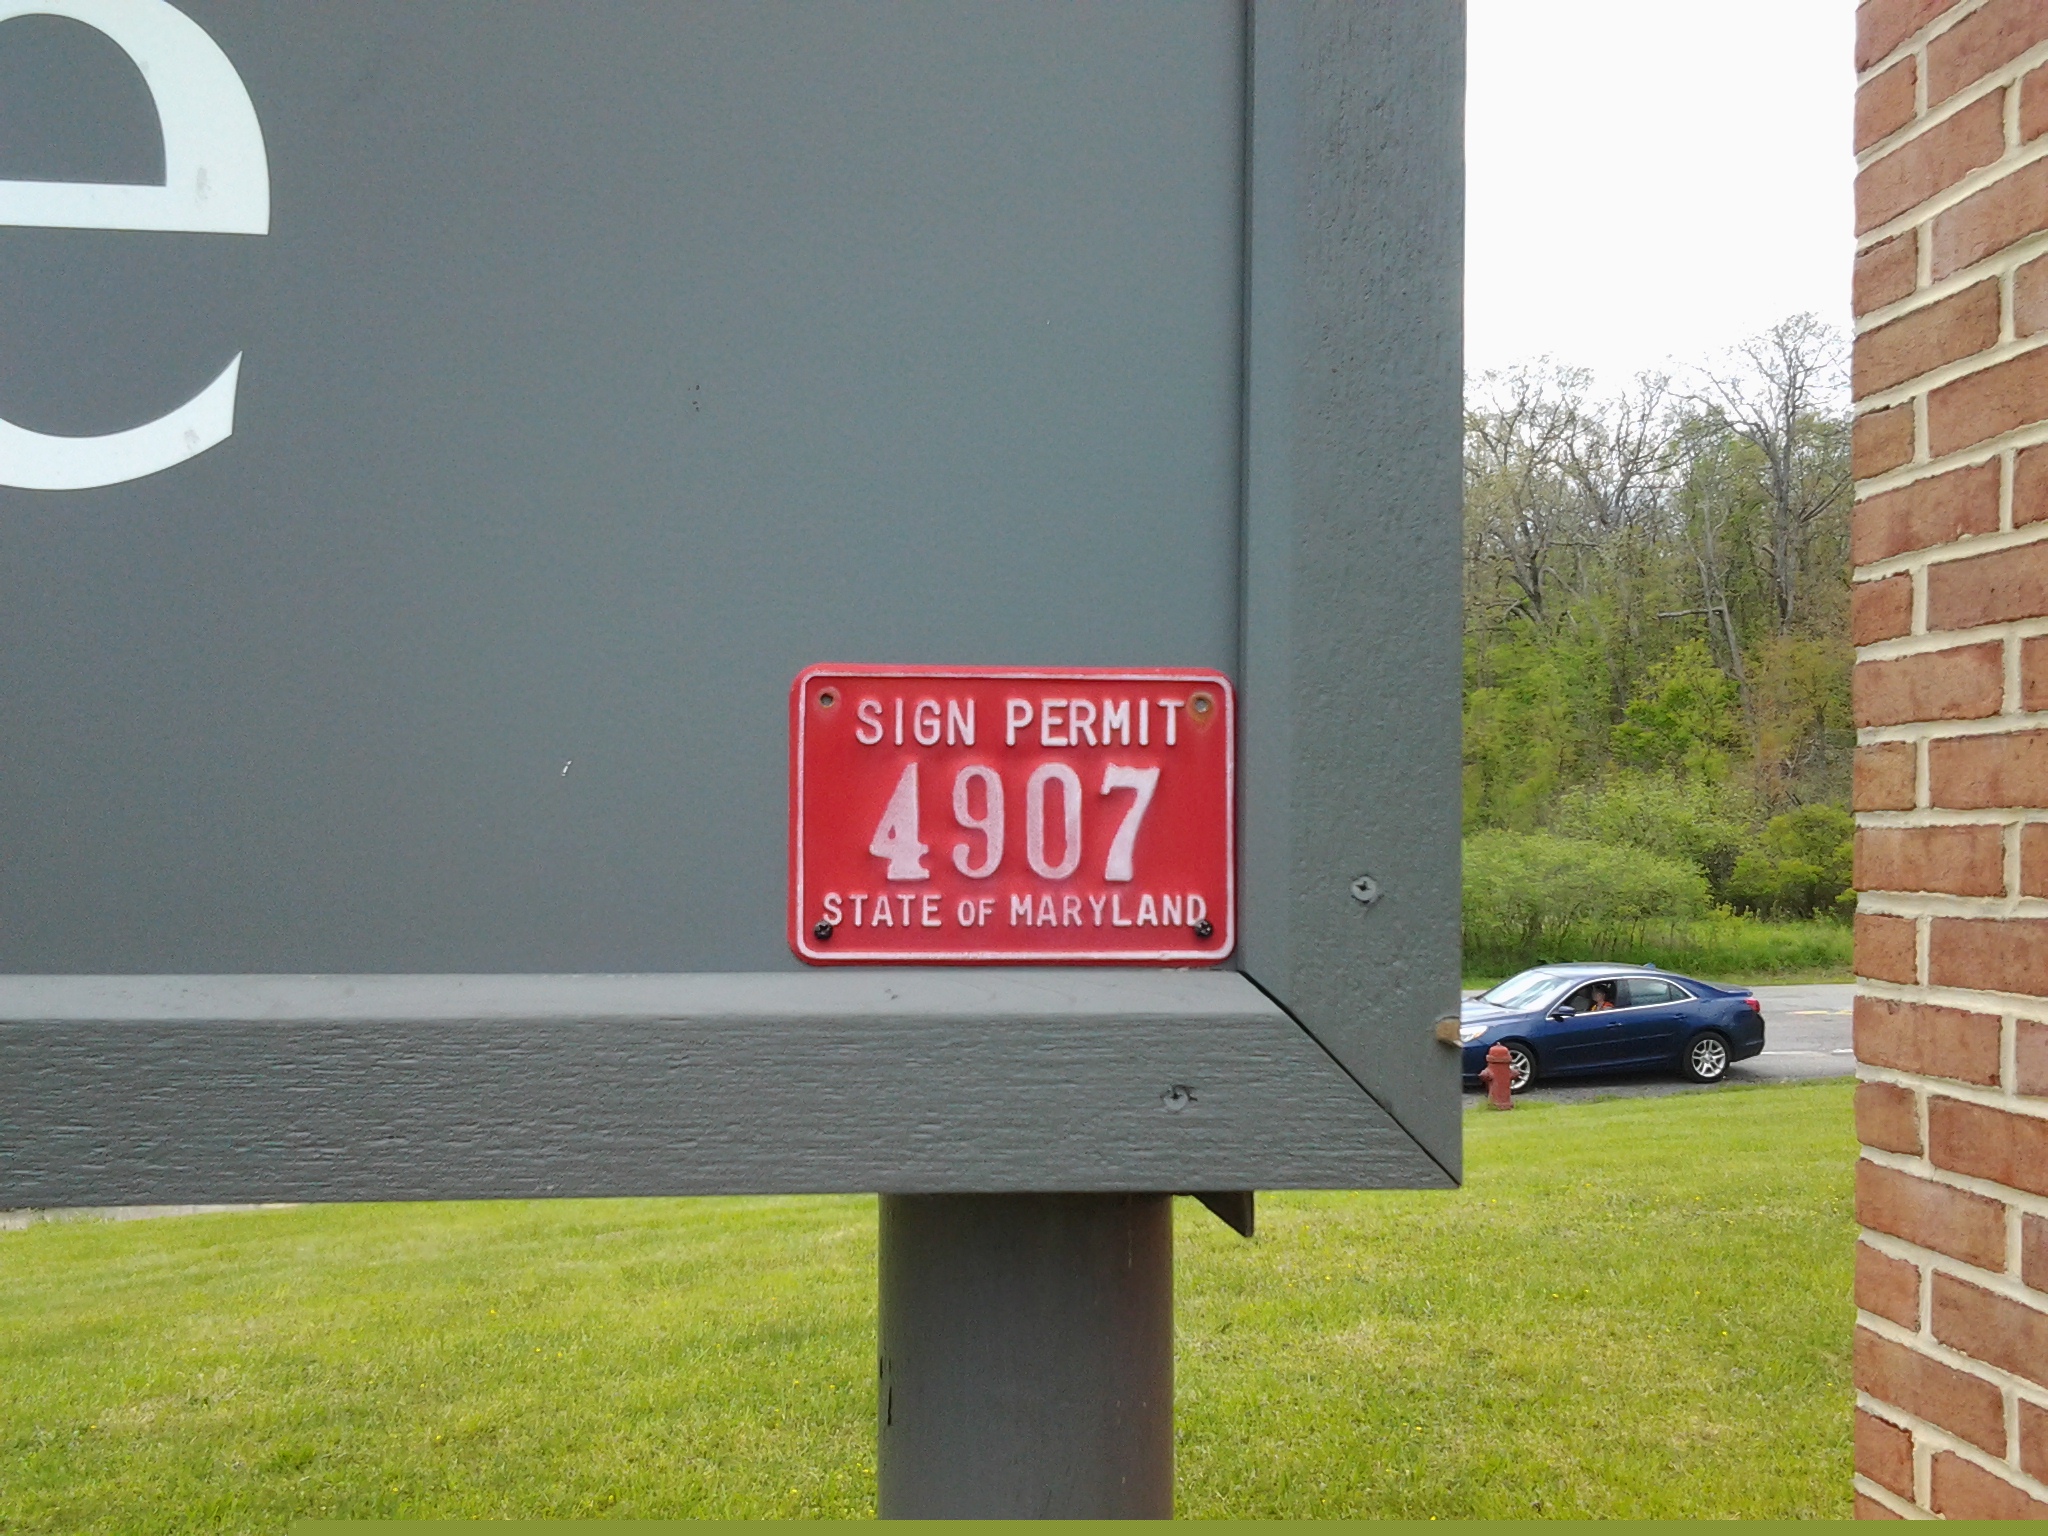 e
SIGN PERMIT
4907
STATE OF MARYLAND